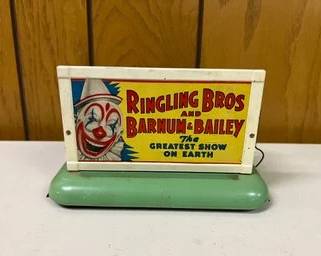 RINGLING BROS
AND
BARNUM & BAILEY
The
GREATEST SHOW
ON EARTH